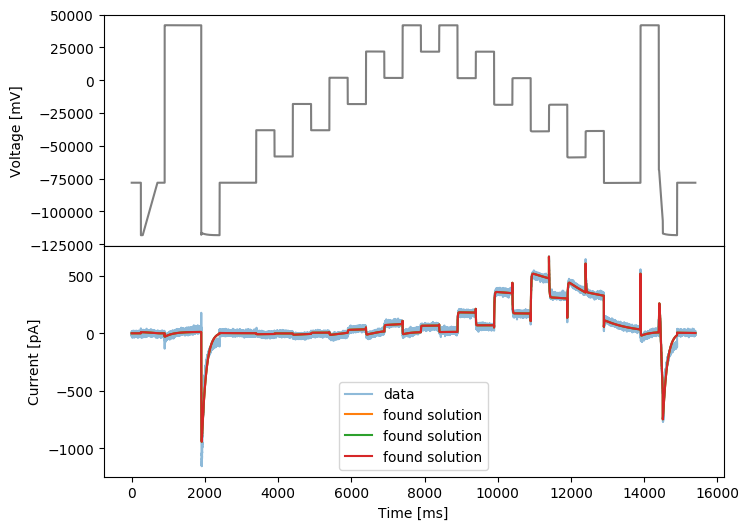 50000
25000
0
−25000
−50000
−75000
−100000
−125000
Voltage [mV]
500
0
−500
−1000
Current [pA]
data
found solution
found solution
found solution
0 2000 4000 6000 8000 10000 12000 14000 16000
Time [ms]